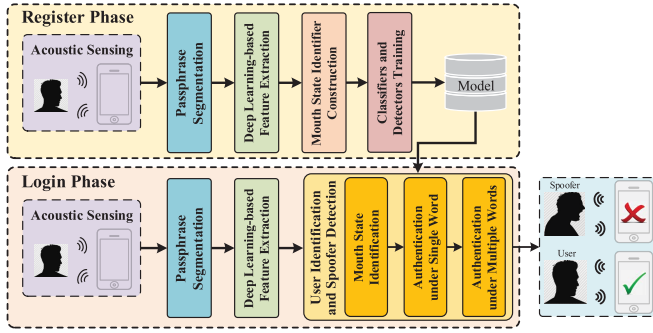 Register Phase
Acoustic Sensing
Passphrase
Segmentation
Deep Learning-based
Feature Extraction
Mouth State Identifier
Construction
Classifiers and
Detectors Training
Model
Login Phase
Acoustic Sensing
Passphrase
Segmentation
Deep Learning-based
Feature Extraction
User Identification
and Spoofer Detection
Mouth State
Identification
Authentication
under Single Word
Authentication
under Multiple Words
Spoofer
User